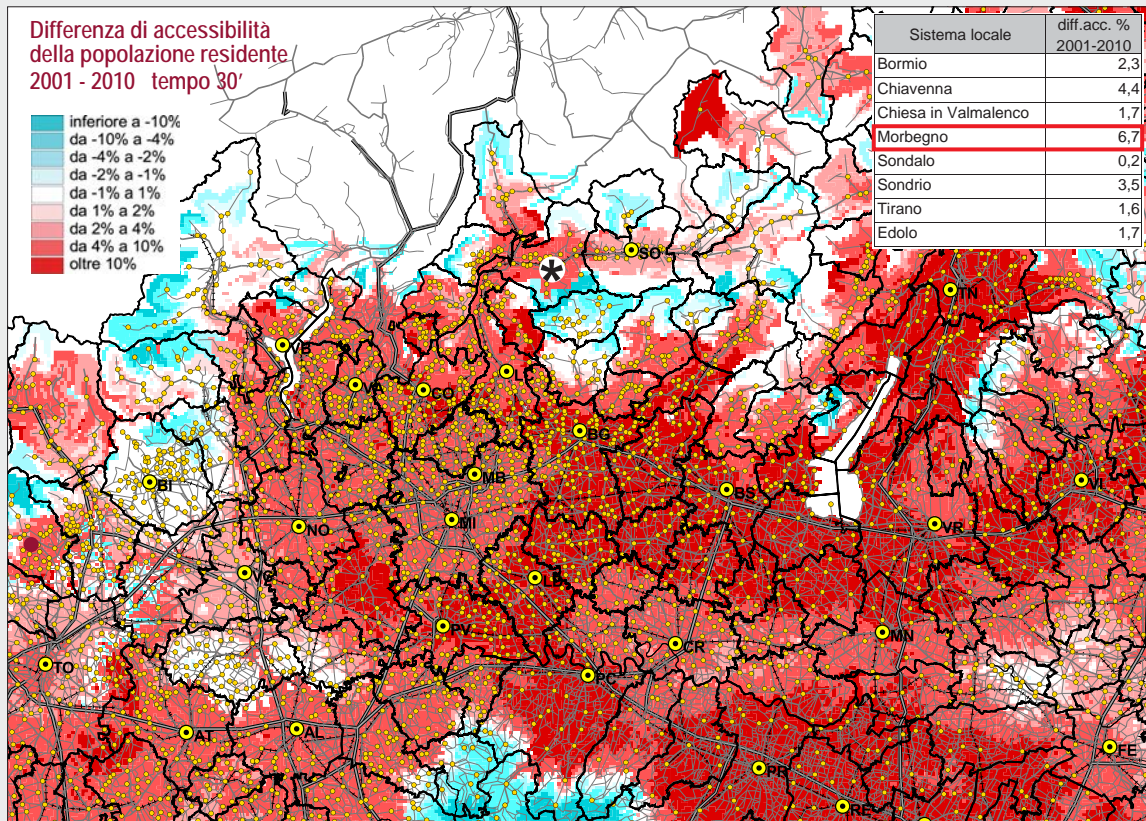 Differenza di accessibilità
della popolazione residente
2001 - 2010 tempo 30'
inferiore a -10%
da -10% a -4%
da -4% a -2%
da -2% a -1%
da -1% a 1%
da 1% a 2%
da 2% a 4%
da 4% a 10%
oltre 10%
Sistema locale diff.acc. % 2001-2010
Bormio 2,3
Chiavenna 4,4
Chiesa in Valmalenco 1,7
Morbegno 6,7
Sondalo 0,2
Sondrio 3,5
Tirano 1,6
Edolo 1,7
SO
*
TN
VB
VA
CO
BG
BI
MB
BS
VI
NO
MI
VR
VC
PV
MN
CR
TO
PC
AT
AL
FE
PR
RE